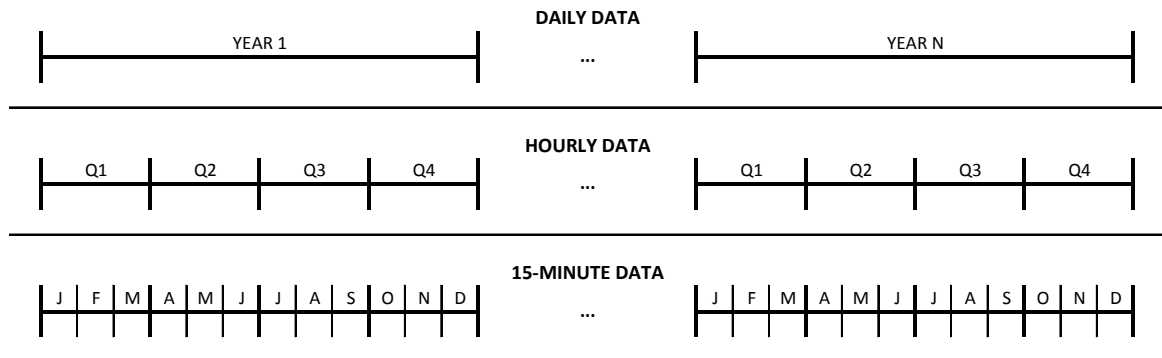 DAILY DATA
YEAR 1 ... YEAR N
HOURLY DATA
Q1 Q2 Q3 Q4 ... Q1 Q2 Q3 Q4
15-MINUTE DATA
J F M A M J J A S O N D ... J F M A M J J A S O N D